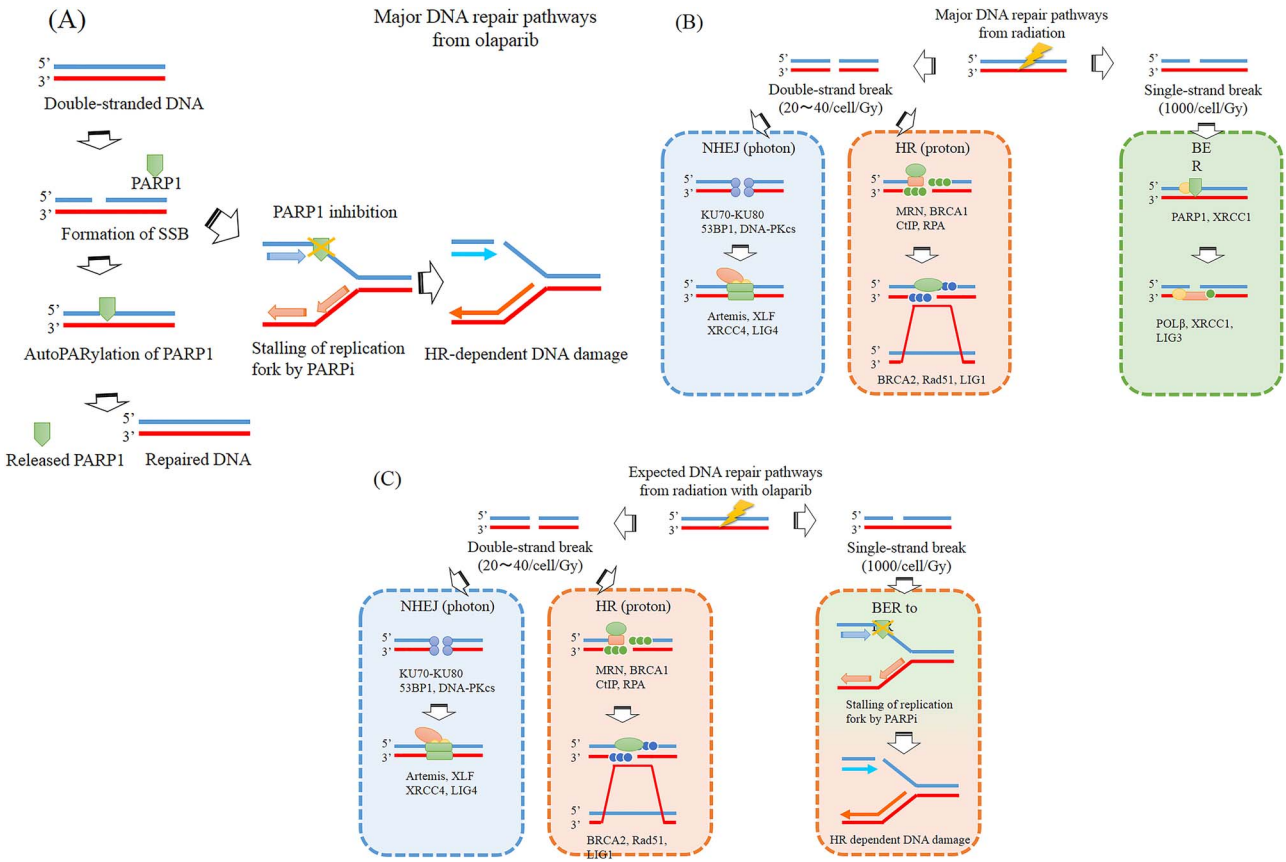 (A)
Major DNA repair pathways
from olaparib
5’
3’
Double-stranded DNA
PARP1
5’
3’
Formation of SSB
5’
3’
AutoPARylation of PARP1
5’
3’
Released PARP1
Repaired DNA
PARP1 inhibition
5’
3’
Stalling of replication
fork by PARPi
5’
3’
HR-dependent DNA damage
(B)
Major DNA repair pathways
from radiation
5’
3’
5’
3’
5’
3’
Double-strand break
(20～40/cell/Gy)
Single-strand break
(1000/cell/Gy)
NHEJ (photon)
5’
3’
KU70-KU80
53BP1, DNA-PKcs
5’
3’
Artemis, XLF
XRCC4, LIG4
HR (proton)
5’
3’
MRN, BRCA1
CtIP, RPA
5’
3’
5’
3’
BRCA2, Rad51, LIG1
BE
R
5’
3’
PARP1, XRCC1
5’
3’
POLβ, XRCC1,
LIG3
(C)
Expected DNA repair pathways
from radiation with olaparib
5’
3’
5’
3’
5’
3’
Double-strand break
(20～40/cell/Gy)
Single-strand break
(1000/cell/Gy)
NHEJ (photon)
5’
3’
KU70-KU80
53BP1, DNA-PKcs
5’
3’
Artemis, XLF
XRCC4, LIG4
HR (proton)
5’
3’
MRN, BRCA1
CtIP, RPA
5’
3’
5’
3’
BRCA2, Rad51,
LIG1
BER to
5’
3’
Stalling of replication
fork by PARPi
5’
3’
HR dependent DNA damage